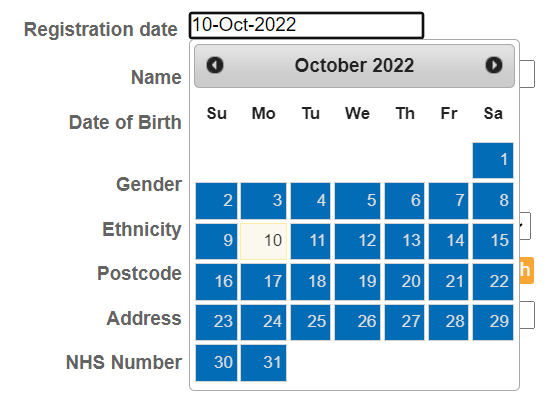 Registration date 10-Oct-2022
October 2022
Name
Su Mo Tu We Th Fr Sa
Date of Birth
1
Gender
2 3 4 5 6 7 8
Ethnicity
9 10 11 12 13 14 15
Postcode
16 17 18 19 20 21 22
h
Address
23 24 25 26 27 28 29
NHS Number
30 31